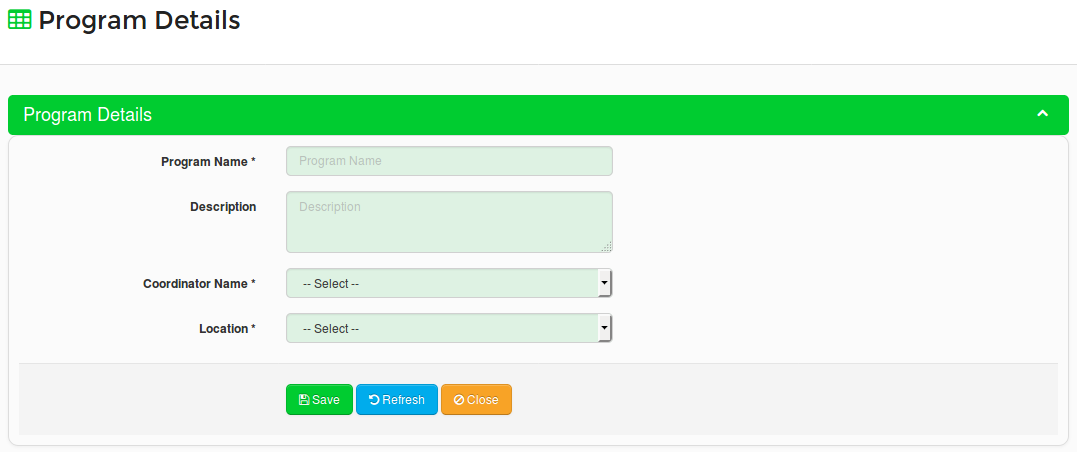 Program Details
Program Details
Program Name * Program Name
Description Description
Coordinator Name * -- Select --
Location * -- Select --
Save Refresh Close